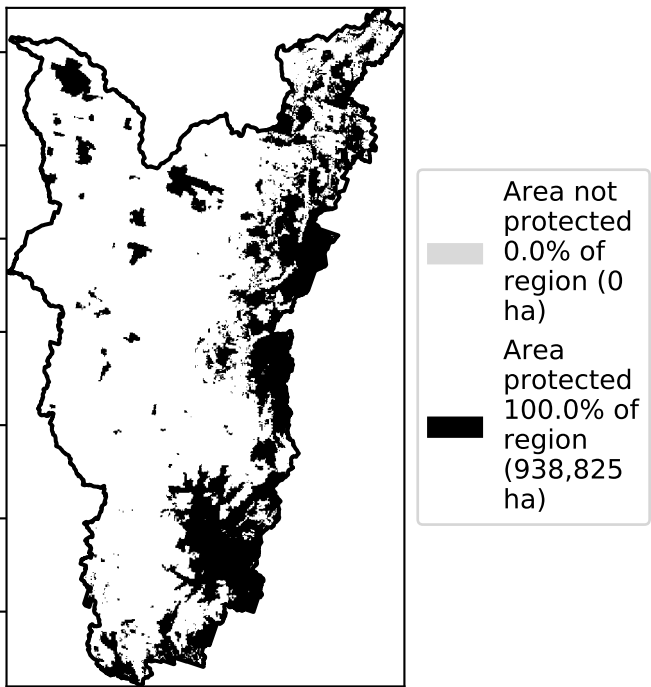 Area not
protected
0.0% of
region (0
ha)
Area
protected
100.0% of
region
(938,825
ha)